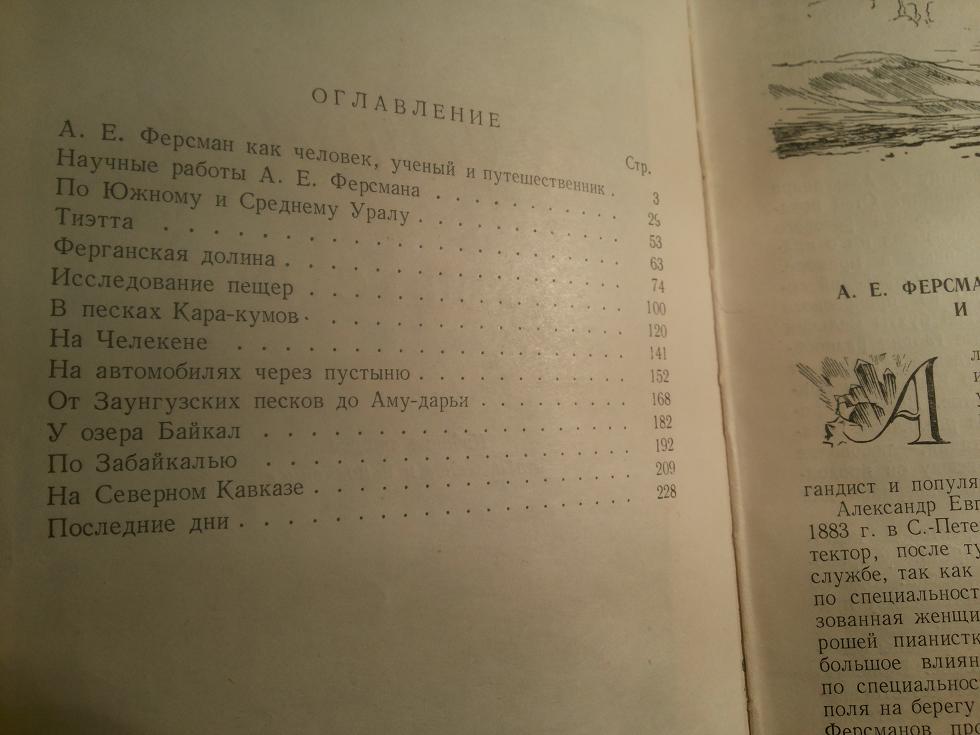 ОГЛАВЛЕНИЕ
Стр.
А. Е. Ферсман как человек, ученый и путешественник . 3
Научные работы А. Е. Ферсмана . . . . . . . . . . 25
По Южному и Среднему Уралу . . . . . . . . . . 53
Тиэтта . . . . . . . . . . . . . . . . . 63
Ферганская долина . . . . . . . . . . . . . . 74
Исследование пещер . . . . . . . . . . . . . 100
В песках Кара-кумов . . . . . . . . . . . . . 120
На Челекене . . . . . . . . . . . . . . . . 141
На автомобилях через пустыню . . . . . . . . . 152
От Заунгузских песков до Аму-дарьи . . . . . . . 168
У озера Байкал . . . . . . . . . . . . . . . 182
По Забайкалью . . . . . . . . . . . . . . . 192
На Северном Кавказе . . . . . . . . . . . . . 209
Последние дни . . . . . . . . . . . . . . . 228
А. Е. ФЕРСМА
И
А
гандист и популя
Александр Евг
1883 г. в С.-Пете
тектор, после ту
службе, так как
по специальност
зованная женщи
рошей пианистк
большое влиян
по специальнос
поля на берегу
Ферсманов про